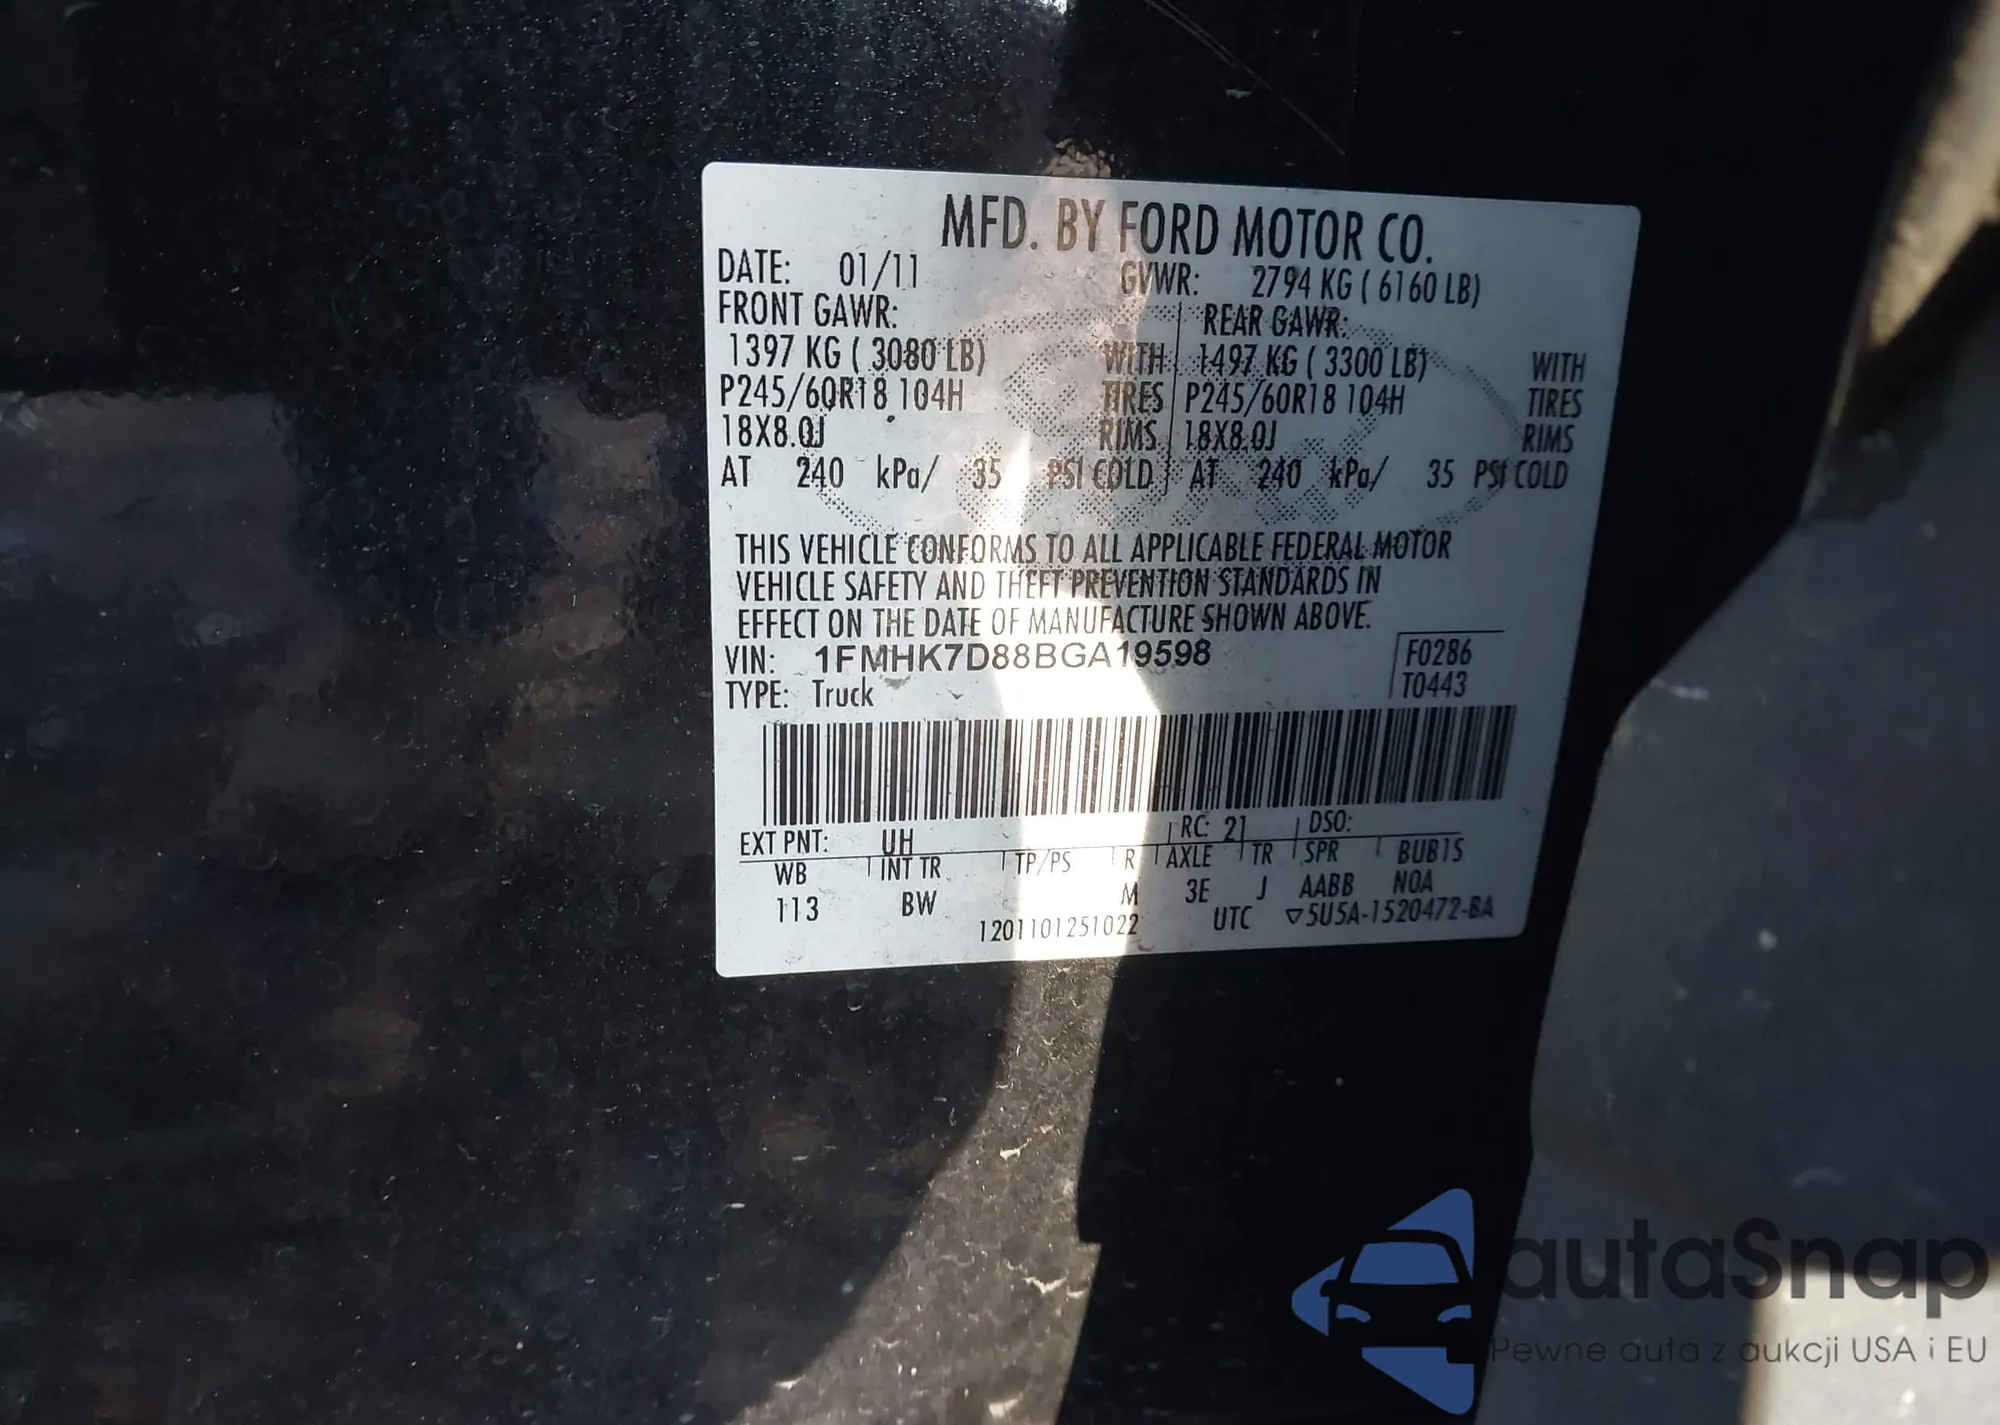 MFD. BY FORD MOTOR CO.
DATE: 01/11 GVWR: 2794 KG ( 6160 LB)
FRONT GAWR: REAR GAWR:
1397 KG ( 3080 LB) WITH 1497 KG ( 3300 LB) WITH
P245/60R18 104H TIRES P245/60R18 104H TIRES
18X8.0J RIMS 18X8.0J RIMS
AT 240 kPa/ 35 PSI COLD AT 240 kPa/ 35 PSI COLD
THIS VEHICLE CONFORMS TO ALL APPLICABLE FEDERAL MOTOR
VEHICLE SAFETY AND THEFT PREVENTION STANDARDS IN
EFFECT ON THE DATE OF MANUFACTURE SHOWN ABOVE.
VIN: 1FMHK7D88BGA19598 F0286
TYPE: Truck T0443
EXT PNT: UH RC: 21 DSO:
WB INT TR TP/PS R AXLE TR SPR BUB1S
113 BW M 3E J AABB NOA
1201101251022 UTC ▽5U5A-1520472-BA
autaSnap
Pewne auta z aukcji USA i EU